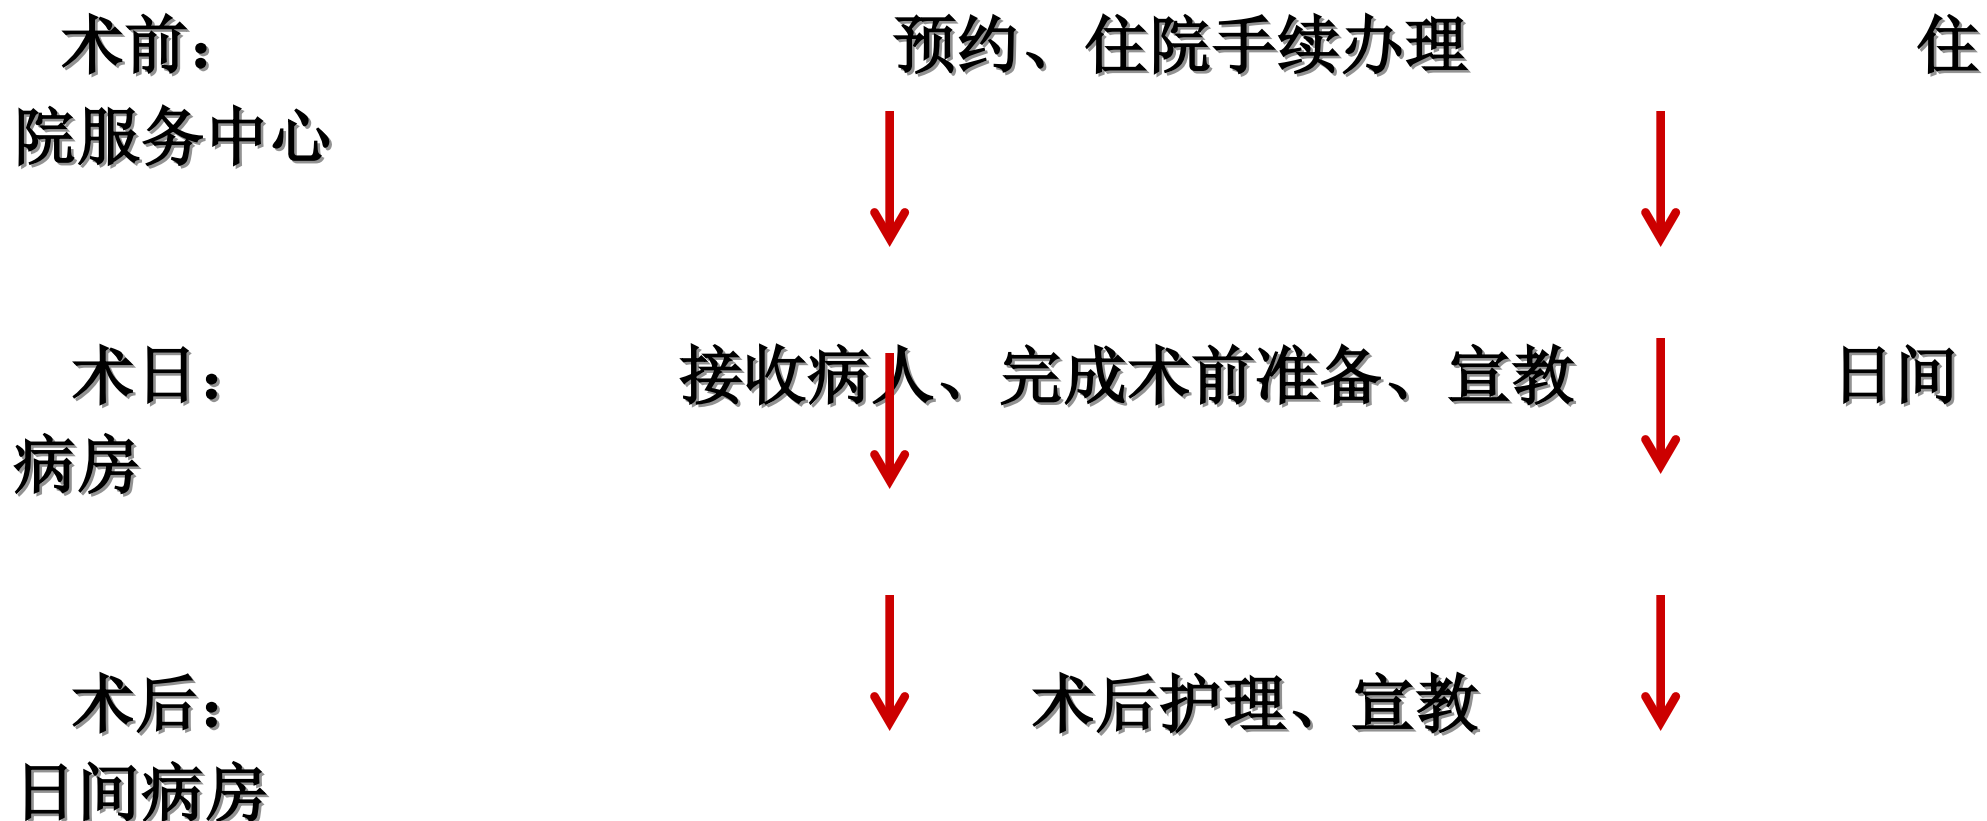 术前： 预约、住院手续办理 住
院服务中心
术日： 接收病人、完成术前准备、宣教 日间
病房
术后： 术后护理、宣教
日间病房